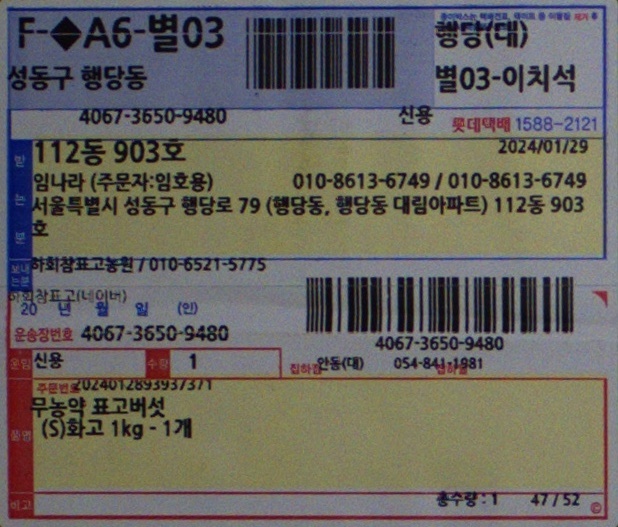 종이박스는 택배전표, 테이프 등 이물질 제거 후
F-◆A6-별03
행당(대)
성동구 행당동
별03-이치석
4067-3650-9480 신용
롯데택배 1588-2121
112동 903호 2024/01/29
받는분
임나라 (주문자:임호용) 010-8613-6749 / 010-8613-6749
서울특별시 성동구 행당로 79 (행당동, 행당동 대림아파트) 112동 903
호
보내는분
하회참표고농원 / 010-6521-5775
하회참표고(네이버)
20 년 월 일 (인)
운송장번호 4067-3650-9480
4067-3650-9480
운임 신용 수량 1
집하점 안동(대) 054-841-1981
주문번호 2024012893937371
품명
무농약 표고버섯
(S)화고 1kg - 1개
비고
총수량 : 1 47 / 52 ©